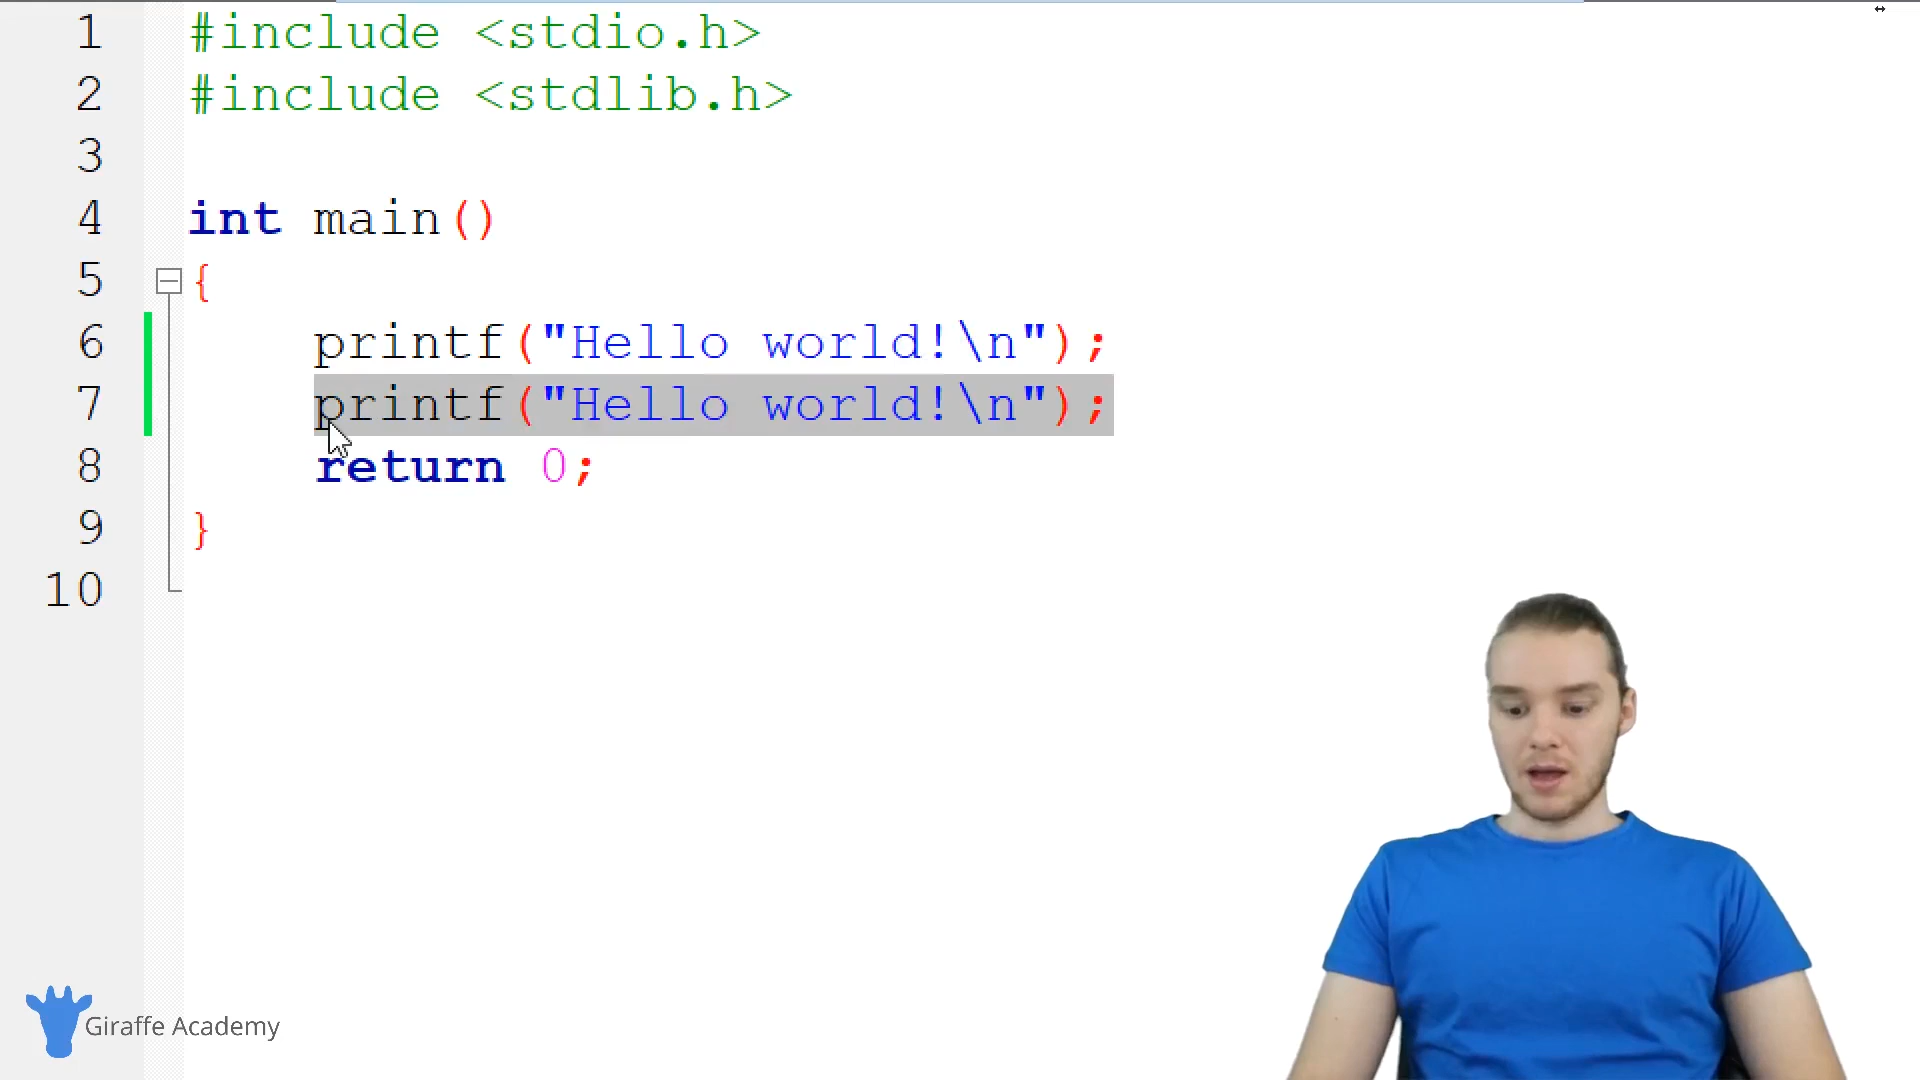 1 #include <stdio.h>
2 #include <stdlib.h>
3
4 int main()
5 {
6 printf("Hello world!\n");
7 printf("Hello world!\n");
8 return 0;
9 }
10
Giraffe Academy